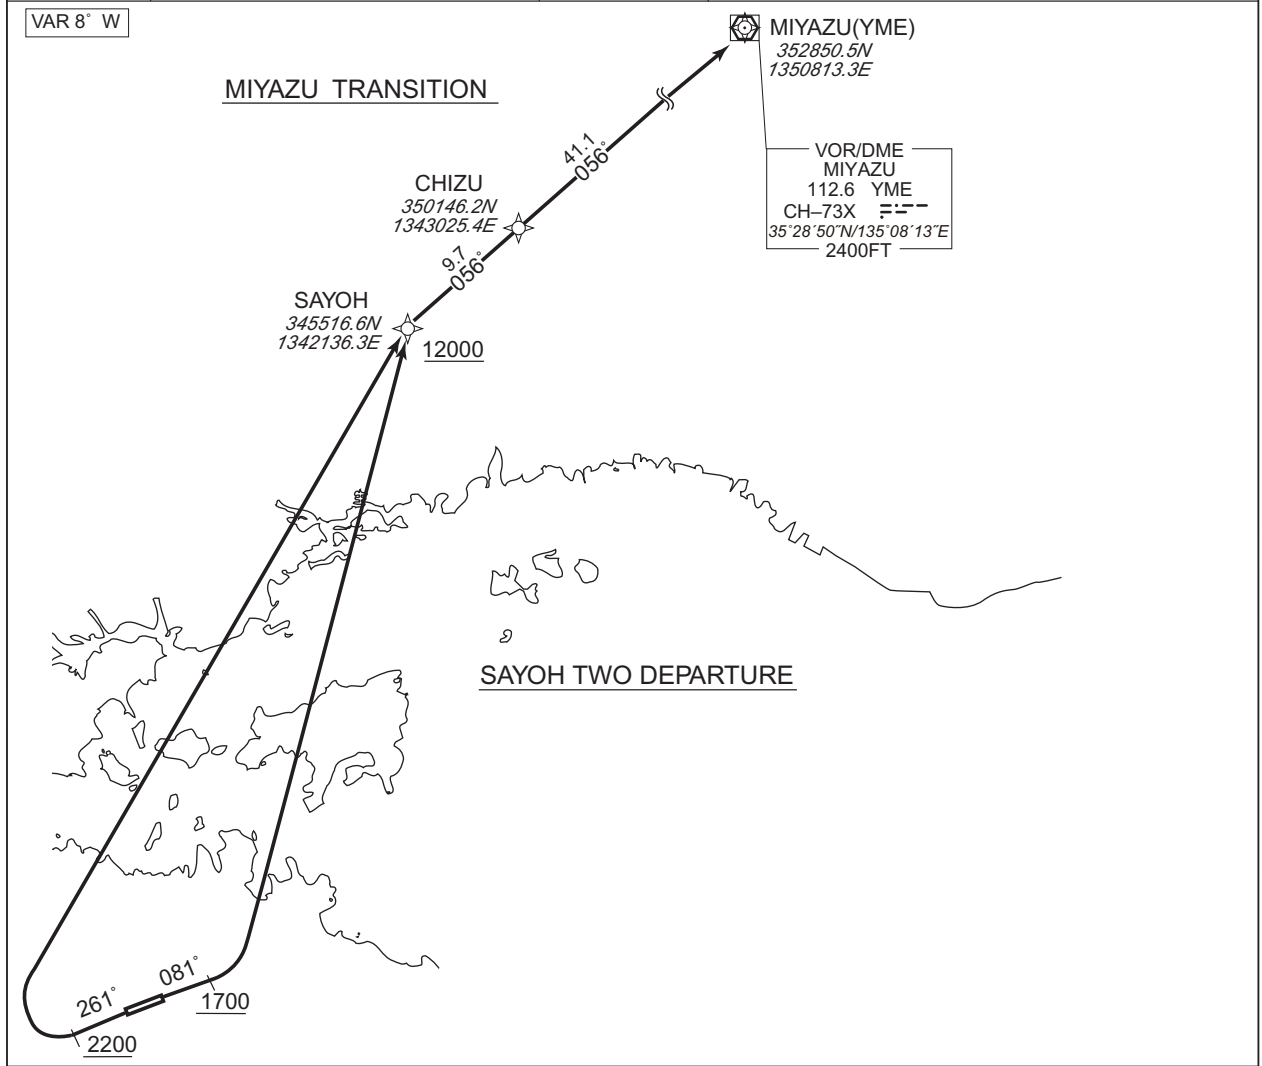 VAR 8° W
MIYAZU(YME)
352850.5N
1350813.3E
MIYAZU TRANSITION
41.1
056°
VOR/DME
MIYAZU
112.6 YME
CH–73X
35°28′50″N/135°08′13″E
2400FT
CHIZU
350146.2N
1343025.4E
9.7
056°
SAYOH
345516.6N
1342136.3E
12000
SAYOH TWO DEPARTURE
081°
261°
1700
2200